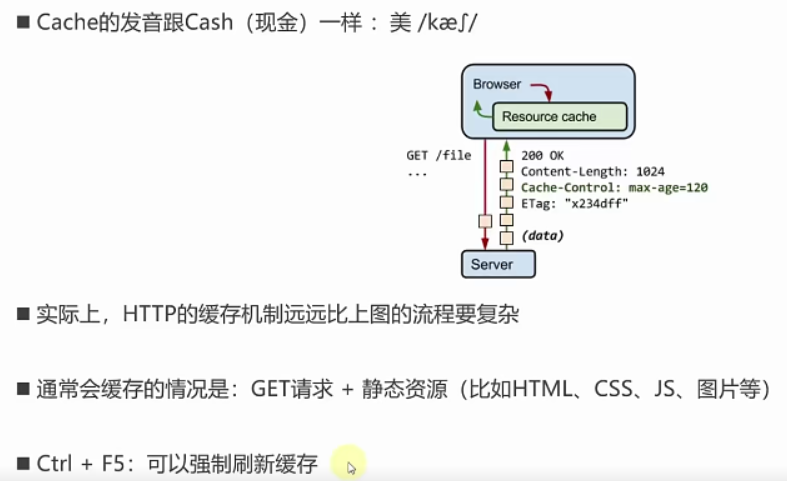 Cache的发音跟Cash（现金）一样 ：美 /kæʃ/
Browser
Resource cache
GET /file
...
200 OK
Content-Length: 1024
Cache-Control: max-age=120
ETag: "x234dff"
(data)
Server
实际上，HTTP的缓存机制远远比上图的流程要复杂
通常会缓存的情况是：GET请求 + 静态资源（比如HTML、CSS、JS、图片等）
Ctrl + F5：可以强制刷新缓存